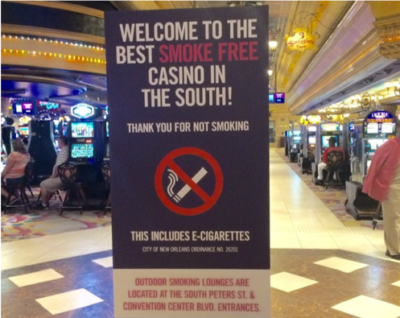 WELCOME TO THE
BEST SMOKE FREE
CASINO IN
THE SOUTH!
THANK YOU FOR NOT SMOKING
THIS INCLUDES E-CIGARETTES
CITY OF NEW ORLEANS ORDINANCE NO. 26255
OUTDOOR SMOKING LOUNGES ARE
LOCATED AT THE SOUTH PETERS ST. &
CONVENTION CENTER BLVD. ENTRANCES.